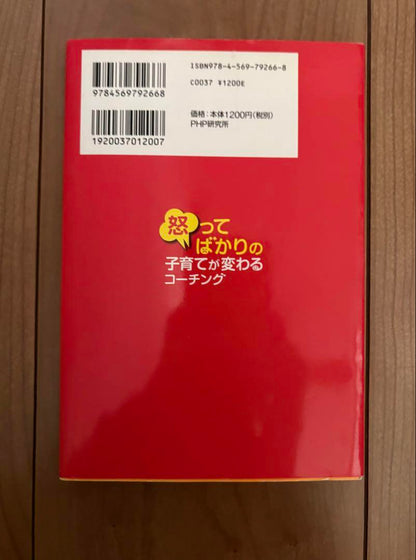 ISBN978-4-569-79266-8
C0037 ¥1200E
9784569792668
価格:本体1200円(税別)
PHP研究所
1920037012007
怒って
ばかりの
子育てが変わる
コーチング